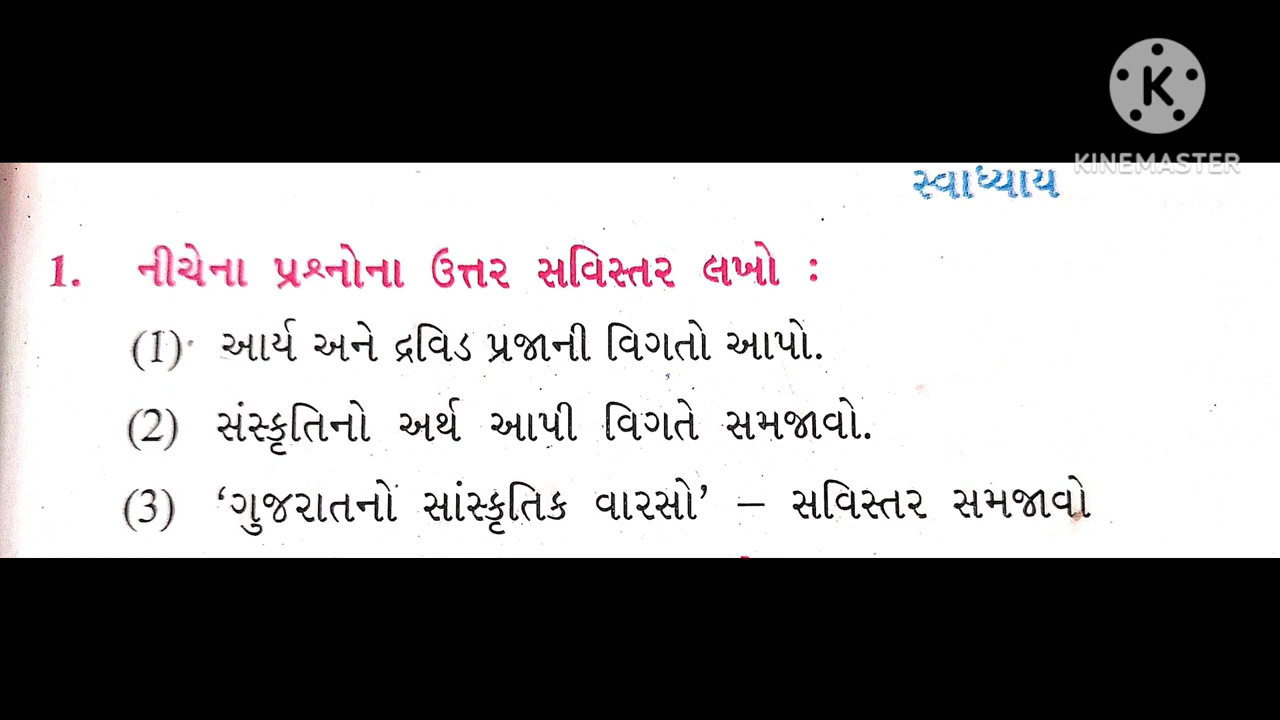 K
KINEMASTER
સ્વાધ્યાય
1. નીચેના પ્રશ્નોના ઉત્તર સવિસ્તર લખો :
(1) આર્ય અને દ્રવિડ પ્રજાની વિગતો આપો.
(2) સંસ્કૃતિનો અર્થ આપી વિગતે સમજાવો.
(3) ‘ગુજરાતનો સાંસ્કૃતિક વારસો’ – સવિસ્તર સમજાવો